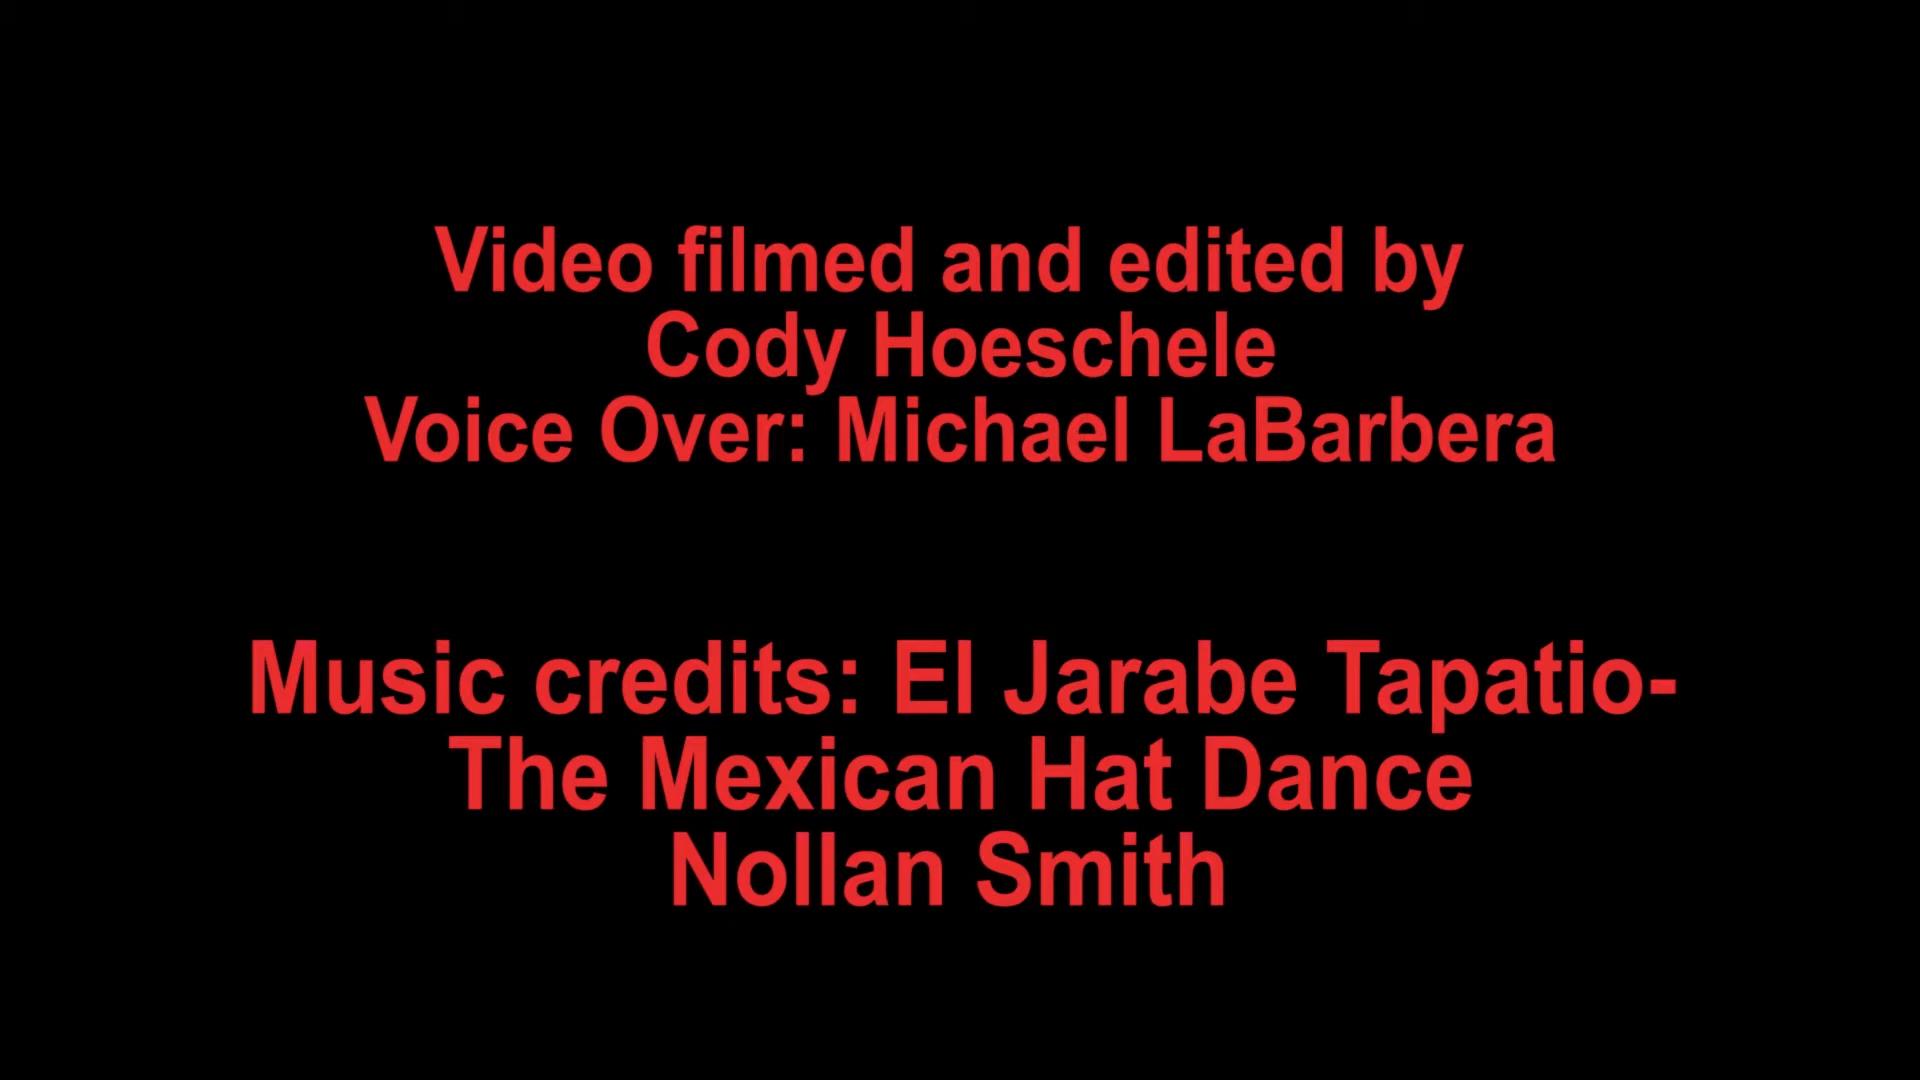 Video filmed and edited by
Cody Hoeschele
Voice Over: Michael LaBarbera
Music credits: El Jarabe Tapatio-
The Mexican Hat Dance
Nollan Smith